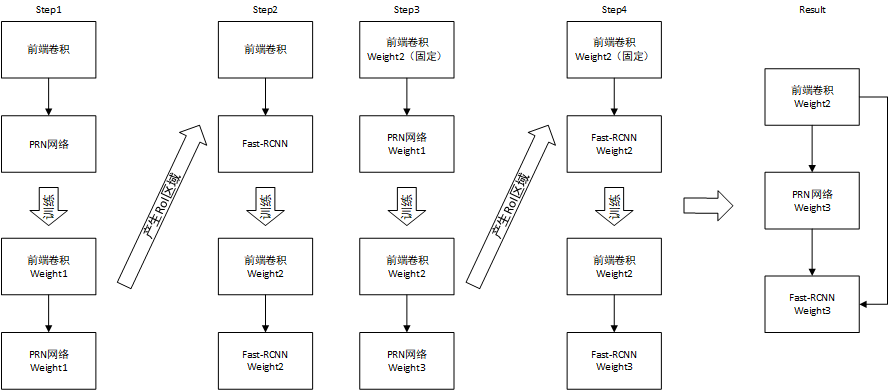 Step1
前端卷积
PRN网络
训练
前端卷积
Weight1
PRN网络
Weight1
产生RoI区域
Step2
前端卷积
Fast-RCNN
训练
前端卷积
Weight2
Fast-RCNN
Weight2
Step3
前端卷积
Weight2（固定）
PRN网络
Weight1
训练
前端卷积
Weight2
PRN网络
Weight3
产生RoI区域
Step4
前端卷积
Weight2（固定）
Fast-RCNN
Weight2
训练
前端卷积
Weight2
Fast-RCNN
Weight3
Result
前端卷积
Weight2
PRN网络
Weight3
Fast-RCNN
Weight3